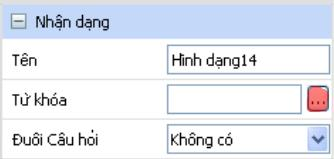 Nhận dạng
Tên Hình dạng14
Từ khóa ...
Đuôi Câu hỏi Không có